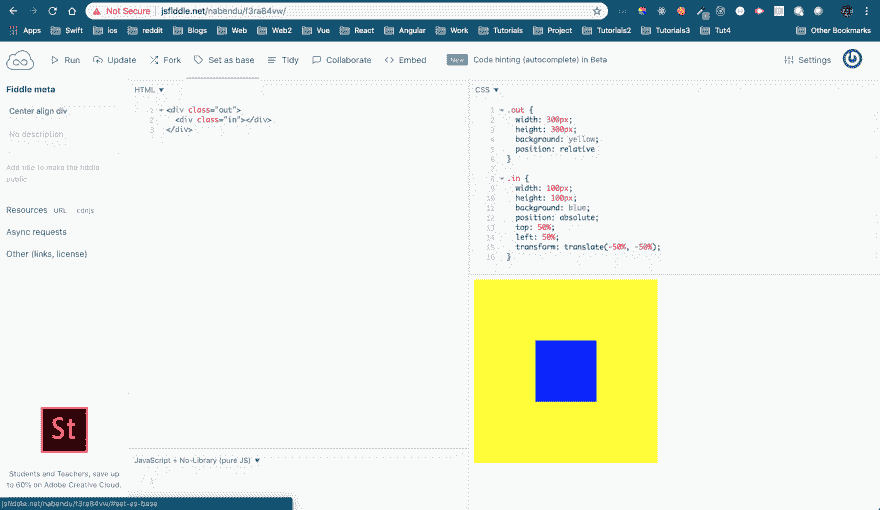 Not Secure | jsfiddle.net/nabendu/f3ra84vw/
Apps Swift ios reddit Blogs Web Web2 Vue React Angular Work Tutorials Project Tutorials2 Tutorials3 Tut4 Other Bookmarks
Run Update Fork Set as base Tidy Collaborate Embed New Code hinting (autocomplete) in Beta Settings
Fiddle meta
Center align div
No description
Add title to make the fiddle
public
Resources URL cdnjs
Async requests
Other (links, license)
St
Students and Teachers, save up
to 60% on Adobe Creative Cloud.
jsfiddle.net/nabendu/f3ra84vw/#set-as-base
HTML ▼
1 <div class="out">
2 <div class="in"></div>
3 </div>
JavaScript + No-Library (pure JS) ▼
CSS ▼
1 .out {
2 width: 300px;
3 height: 300px;
4 background: yellow;
5 position: relative
6 }
7
8 .in {
9 width: 100px;
10 height: 100px;
11 background: blue;
12 position: absolute;
13 top: 50%;
14 left: 50%;
15 transform: translate(-50%, -50%);
16 }